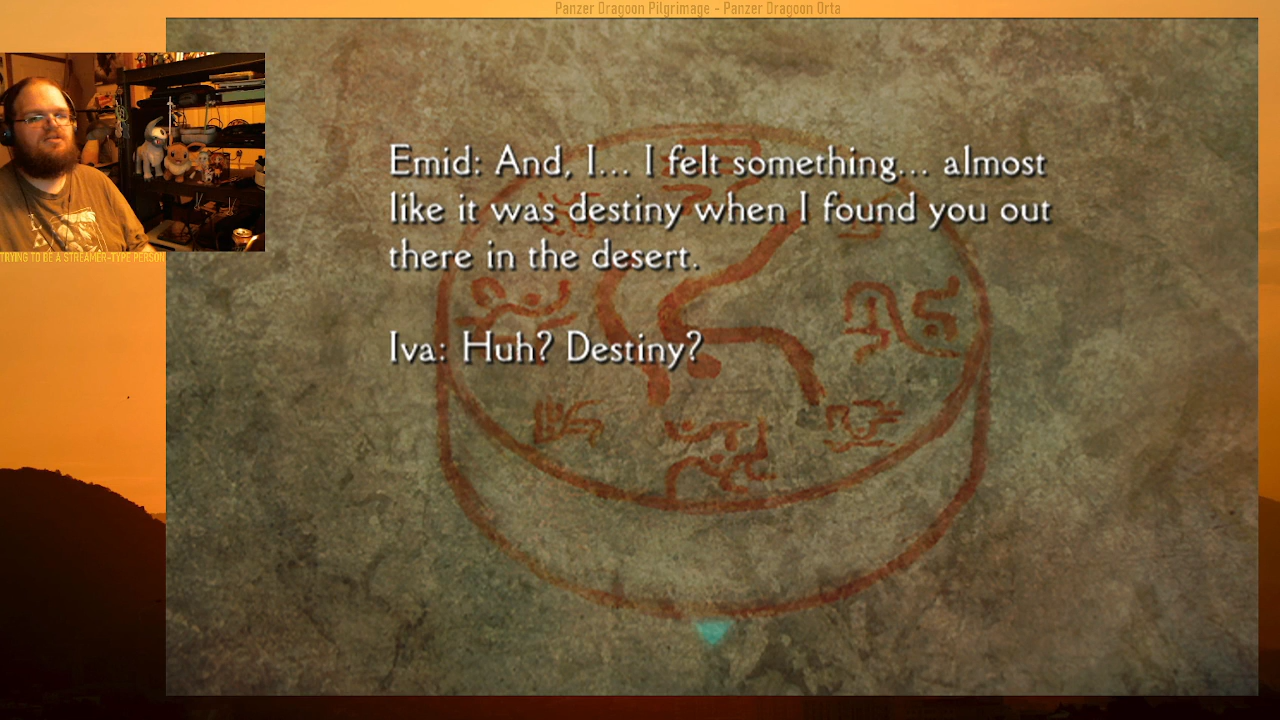 Panzer Dragoon Pilgrimage - Panzer Dragoon Orta
Emid: And, I... I felt something... almost
like it was destiny when I found you out
there in the desert.
Iva: Huh? Destiny?
TRYING TO BE A STREAMER-TYPE PERSON